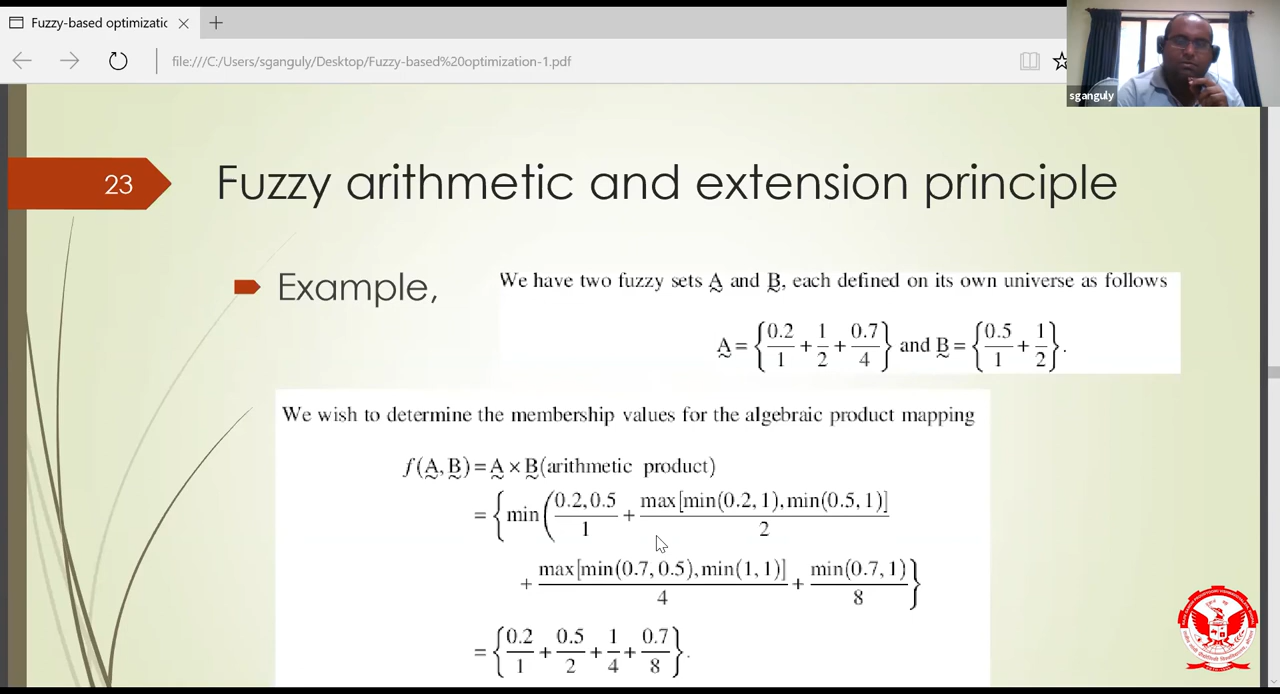 Fuzzy-based optimizatic
file:///C:/Users/sganguly/Desktop/Fuzzy-based%20optimization-1.pdf
sganguly
23
Fuzzy arithmetic and extension principle
Example,
We have two fuzzy sets A̰ and B̰, each defined on its own universe as follows
A̰ = {0.2/1 + 1/2 + 0.7/4} and B̰ = {0.5/1 + 1/2}.
We wish to determine the membership values for the algebraic product mapping
f(A̰, B̰) = A̰ × B̰(arithmetic product)
= {min(0.2, 0.5/1 + max[min(0.2, 1), min(0.5, 1)]/2
+ max[min(0.7, 0.5), min(1, 1)]/4 + min(0.7, 1)/8}
= {0.2/1 + 0.5/2 + 1/4 + 0.7/8}.